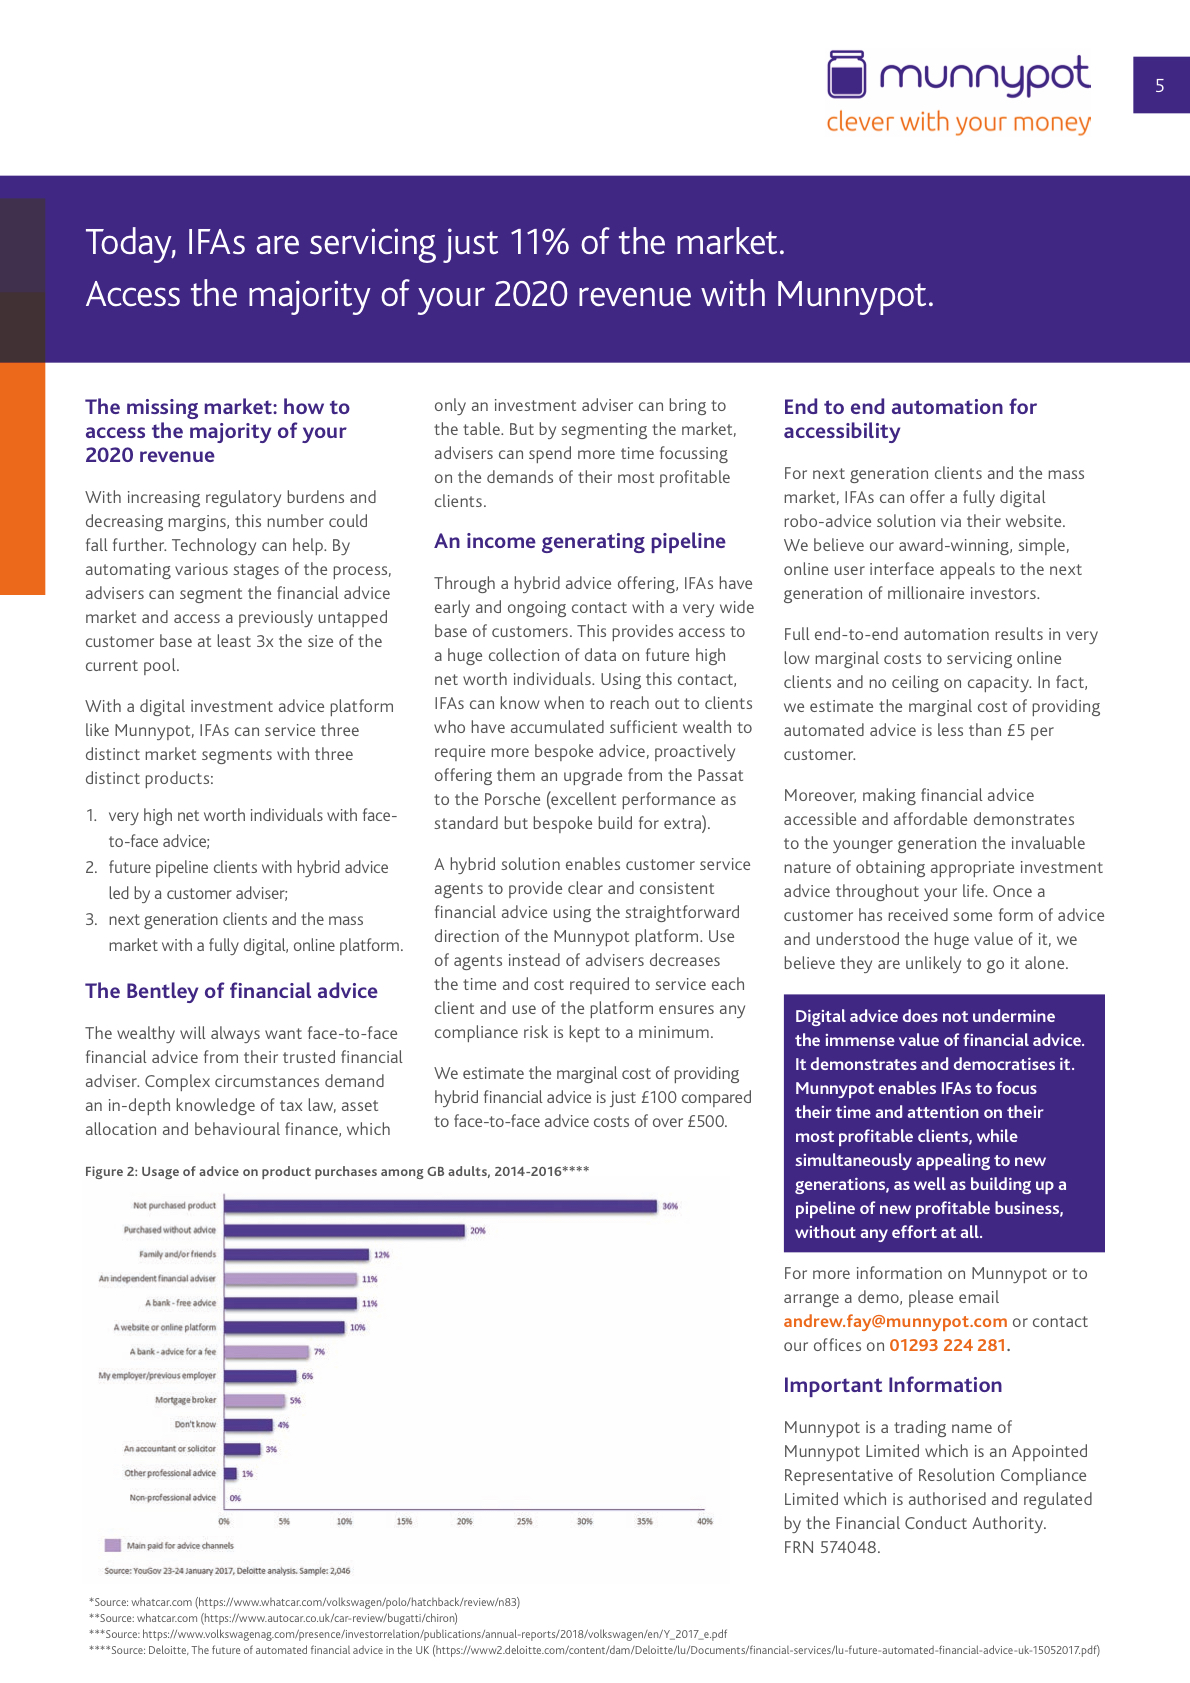 munnypot
clever with your money
5
Today, IFAs are servicing just 11% of the market.
Access the majority of your 2020 revenue with Munnypot.
The missing market: how to
access the majority of your
2020 revenue
With increasing regulatory burdens and
decreasing margins, this number could
fall further. Technology can help. By
automating various stages of the process,
advisers can segment the financial advice
market and access a previously untapped
customer base at least 3x the size of the
current pool.
With a digital investment advice platform
like Munnypot, IFAs can service three
distinct market segments with three
distinct products:
1. very high net worth individuals with face-
to-face advice;
2. future pipeline clients with hybrid advice
led by a customer adviser;
3. next generation clients and the mass
market with a fully digital, online platform.
The Bentley of financial advice
The wealthy will always want face-to-face
financial advice from their trusted financial
adviser. Complex circumstances demand
an in-depth knowledge of tax law, asset
allocation and behavioural finance, which
only an investment adviser can bring to
the table. But by segmenting the market,
advisers can spend more time focussing
on the demands of their most profitable
clients.
An income generating pipeline
Through a hybrid advice offering, IFAs have
early and ongoing contact with a very wide
base of customers. This provides access to
a huge collection of data on future high
net worth individuals. Using this contact,
IFAs can know when to reach out to clients
who have accumulated sufficient wealth to
require more bespoke advice, proactively
offering them an upgrade from the Passat
to the Porsche (excellent performance as
standard but bespoke build for extra).
A hybrid solution enables customer service
agents to provide clear and consistent
financial advice using the straightforward
direction of the Munnypot platform. Use
of agents instead of advisers decreases
the time and cost required to service each
client and use of the platform ensures any
compliance risk is kept to a minimum.
We estimate the marginal cost of providing
hybrid financial advice is just £100 compared
to face-to-face advice costs of over £500.
End to end automation for
accessibility
For next generation clients and the mass
market, IFAs can offer a fully digital
robo-advice solution via their website.
We believe our award-winning, simple,
online user interface appeals to the next
generation of millionaire investors.
Full end-to-end automation results in very
low marginal costs to servicing online
clients and no ceiling on capacity. In fact,
we estimate the marginal cost of providing
automated advice is less than £5 per
customer.
Moreover, making financial advice
accessible and affordable demonstrates
to the younger generation the invaluable
nature of obtaining appropriate investment
advice throughout your life. Once a
customer has received some form of advice
and understood the huge value of it, we
believe they are unlikely to go it alone.
Digital advice does not undermine
the immense value of financial advice.
It demonstrates and democratises it.
Munnypot enables IFAs to focus
their time and attention on their
most profitable clients, while
simultaneously appealing to new
generations, as well as building up a
pipeline of new profitable business,
without any effort at all.
For more information on Munnypot or to
arrange a demo, please email
andrew.fay@munnypot.com or contact
our offices on 01293 224 281.
Important Information
Munnypot is a trading name of
Munnypot Limited which is an Appointed
Representative of Resolution Compliance
Limited which is authorised and regulated
by the Financial Conduct Authority.
FRN 574048.
Figure 2: Usage of advice on product purchases among GB adults, 2014-2016****
Not purchased product 36%
Purchased without advice 20%
Family and/or friends 12%
An independent financial adviser 11%
A bank - free advice 11%
A website or online platform 10%
A bank - advice for a fee 7%
My employer/previous employer 6%
Mortgage broker 5%
Don't know 4%
An accountant or solicitor 3%
Other professional advice 1%
Non-professional advice 0%
0% 5% 10% 15% 20% 25% 30% 35% 40%
Main paid for advice channels
Source: YouGov 23-24 January 2017, Deloitte analysis. Sample: 2,046
*Source: whatcar.com (https://www.whatcar.com/volkswagen/polo/hatchback/review/n83)
**Source: whatcar.com (https://www.autocar.co.uk/car-review/bugatti/chiron)
***Source: https://www.volkswagenag.com/presence/investorrelation/publications/annual-reports/2018/volkswagen/en/Y_2017_e.pdf
****Source: Deloitte, The future of automated financial advice in the UK (https://www2.deloitte.com/content/dam/Deloitte/lu/Documents/financial-services/lu-future-automated-financial-advice-uk-15052017.pdf)